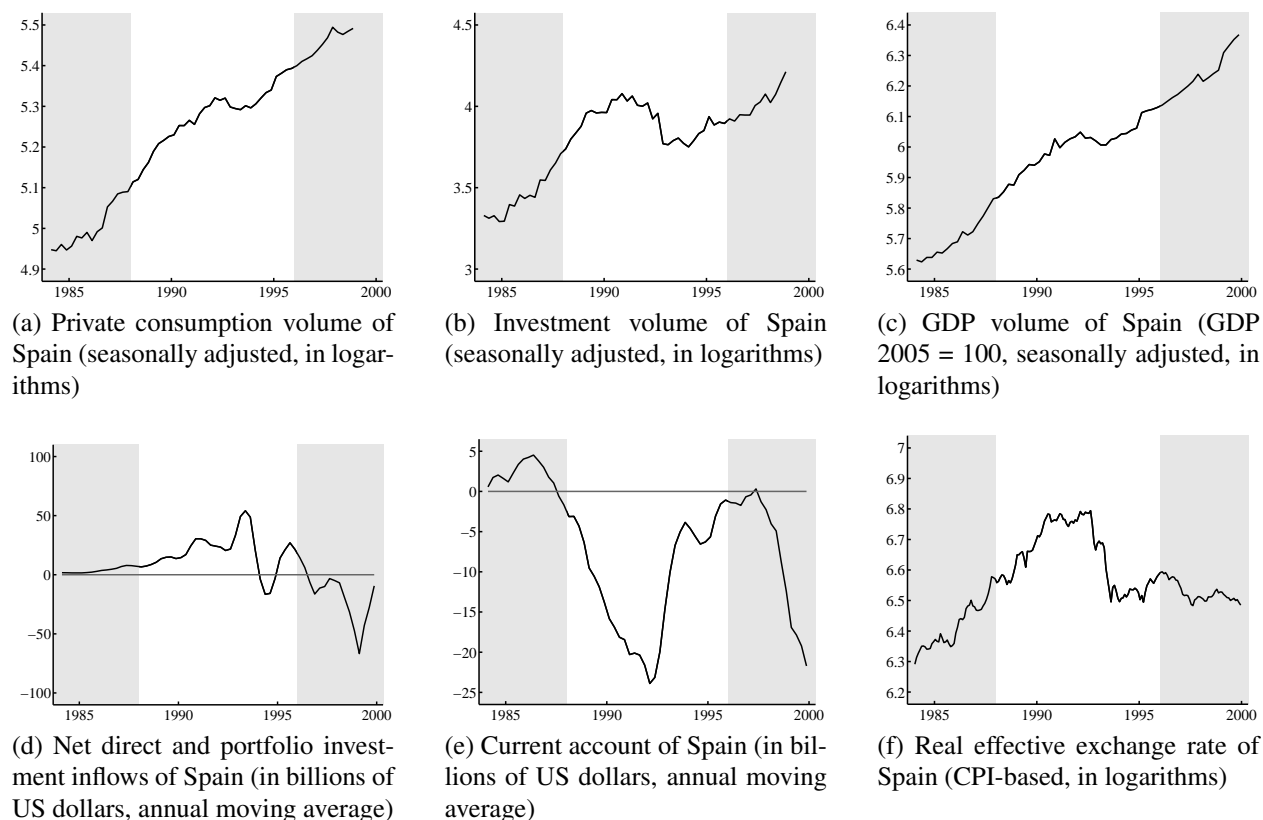 5.5
5.4
5.3
5.2
5.1
5
4.9
1985 1990 1995 2000
(a) Private consumption volume of
Spain (seasonally adjusted, in logar-
ithms)
4.5
4
3.5
3
1985 1990 1995 2000
(b) Investment volume of Spain
(seasonally adjusted, in logarithms)
6.4
6.3
6.2
6.1
6
5.9
5.8
5.7
5.6
1985 1990 1995 2000
(c) GDP volume of Spain (GDP
2005 = 100, seasonally adjusted, in
logarithms)
100
50
0
−50
−100
1985 1990 1995 2000
(d) Net direct and portfolio invest-
ment inflows of Spain (in billions of
US dollars, annual moving average)
5
0
−5
−10
−15
−20
−25
1985 1990 1995 2000
(e) Current account of Spain (in bil-
lions of US dollars, annual moving
average)
7
6.9
6.8
6.7
6.6
6.5
6.4
6.3
6.2
1985 1990 1995 2000
(f) Real effective exchange rate of
Spain (CPI-based, in logarithms)